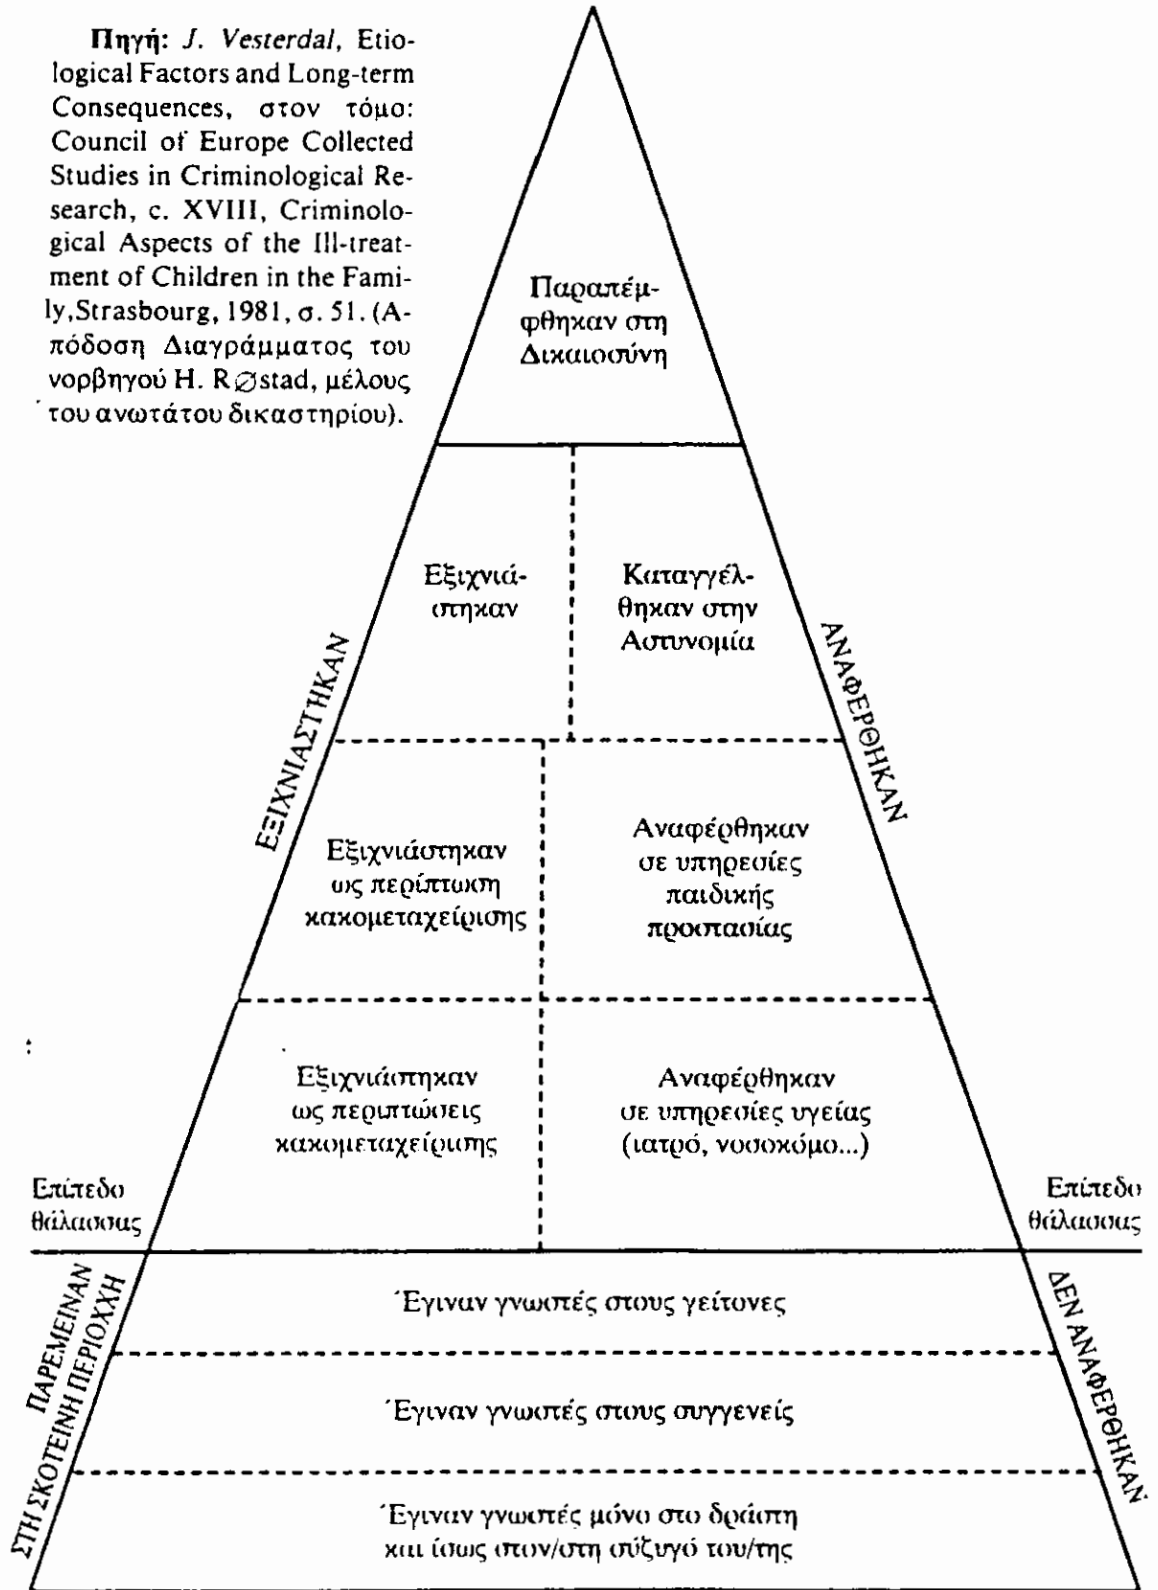 Πηγή: J. Vesterdal, Etio-
logical Factors and Long-term
Consequences, στον τόμο:
Council of Europe Collected
Studies in Criminological Re-
search, c. XVIII, Criminolo-
gical Aspects of the Ill-treat-
ment of Children in the Fami-
ly,Strasbourg, 1981, σ. 51. (Α-
πόδοση Διαγράμματος του
νορβηγού H. RØstad, μέλους
του ανωτάτου δικαστηρίου).
Παραπέμ-
φθηκαν στη
Δικαιοσύνη
Εξιχνιά-
στηκαν
Καταγγέλ-
θηκαν στην
Αστυνομία
ΕΞΙΧΝΙΑΣΤΗΚΑΝ
ΑΝΑΦΕΡΘΗΚΑΝ
Εξιχνιάστηκαν
ως περίπτωση
κακομεταχείρισης
Αναφέρθηκαν
σε υπηρεσίες
παιδικής
προστασίας
Εξιχνιάστηκαν
ως περιπτώσεις
κακομεταχείρισης
Αναφέρθηκαν
σε υπηρεσίες υγείας
(ιατρό, νοσοκόμο...)
Επίπεδο
θάλασσας
Επίπεδο
θάλασσας
ΠΑΡΕΜΕΙΝΑΝ
ΣΤΗ ΣΚΟΤΕΙΝΗ ΠΕΡΙΟΧΧΗ
ΔΕΝ ΑΝΑΦΕΡΘΗΚΑΝ
Έγιναν γνωστές στους γείτονες
Έγιναν γνωστές στους συγγενείς
Έγιναν γνωστές μόνο στο δράστη
και ίσως στον/στη σύζυγό του/της